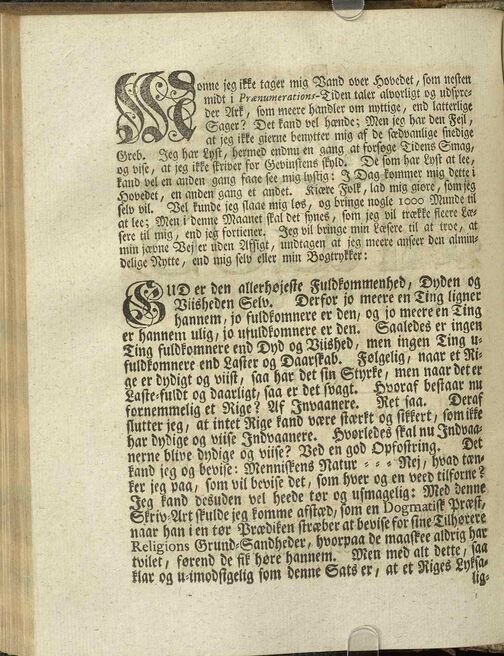 Monne jeg ikke tager mig Vand over Hovedet, som nesten
midt i Prænumerations-Tiden taler alvorligt og udspre-
der Ark, som meere handler om nyttige, end latterlige
Sager? Det kand vel hænde; Men jeg har den Feil,
at jeg ikke gierne benytter mig af de sædvanlige snedige
Greb. Jeg har Lyst, hermed endnu en gang at forsøge Tidens Smag,
og vise, at jeg ikke skriver for Gevinstens skyld. De som har Lyst at lee,
kand vel en anden gang faae see mig lystig: I Dag kommer mig dette i
Hovedet, en anden gang et andet. Kiære Folk, lad mig giøre, som jeg
selv vil. Vel kunde jeg slaae mig løs, og bringe nogle 1000 Munde til
at lee; Men i denne Maanet skal det synes, som jeg vil trække fleere Læ-
sere til mig, end jeg fortiener. Jeg vil bringe min Læsere til at troe, at
min jævne Vej er uden Affigt, undtagen at jeg meere anseer den almin-
delige Nytte, end mig selv eller min Bogtrykker:
GUD er den allerhøjeste Fuldkommenhed, Dyden og
Viisheden Selv. Derfor jo meere en Ting ligner
hannem, jo fuldkomnere er den, og jo meere en Ting
er hannem ulig, jo ufuldkomnere er den. Saaledes er ingen
Ting fuldkomnere end Dyd og Viished, men ingen Ting u-
fuldkomnere end Laster og Daarskab. Følgelig, naar et Ri-
ge er dydigt og viist, saa har det sin Styrke, men naar det er
Laste-fuldt og daarligt, saa er det svagt. Hvoraf bestaar nu
fornemmelig et Rige? Af Invaanere. Ret saa. Deraf
slutter jeg, at intet Rige kand være stærkt og sikkert, som ikke
har dydige og viise Indvaanere. Hvorledes skal nu Indvaa-
nerne blive dydige og viise? Ved en god Opfostring. Det
kand jeg og bevise: Menniskens Natur - - - Nej, hvad tæn-
ker jeg paa, som vil bevise det, som hver og en veed tilforne?
Jeg kand desuden vel heede tør og usmagelig: Med denne
Skriv-Art skulde jeg komme afstæd, som en Dogmatisk Præst,
naar han i en tør Prædiken stræber at bevise for sine Tilhørere
Religions Grund-Sandheder, hvorpaa de maaskee aldrig har
tvilet, førend de fik høre hannem. Men med alt dette, saa
klar og u-imodsigelig som denne Sats er, at et Riges Lyksa-
lig-